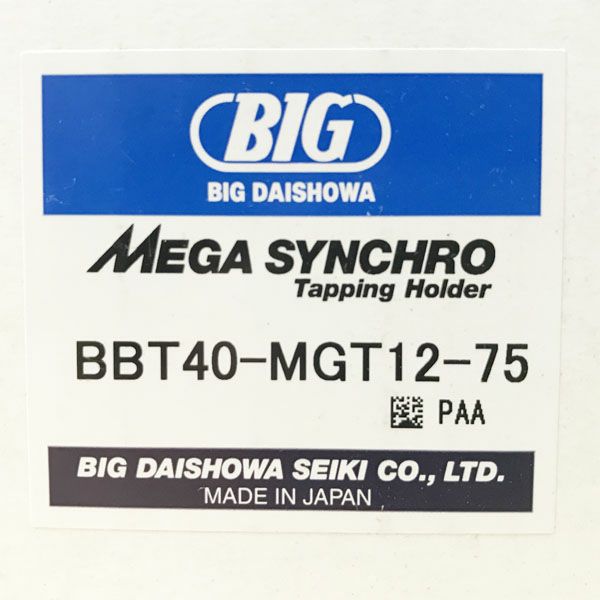 BIG
BIG DAISHOWA
MEGA SYNCHRO
Tapping Holder
BBT40-MGT12-75
PAA
BIG DAISHOWA SEIKI CO., LTD.
MADE IN JAPAN